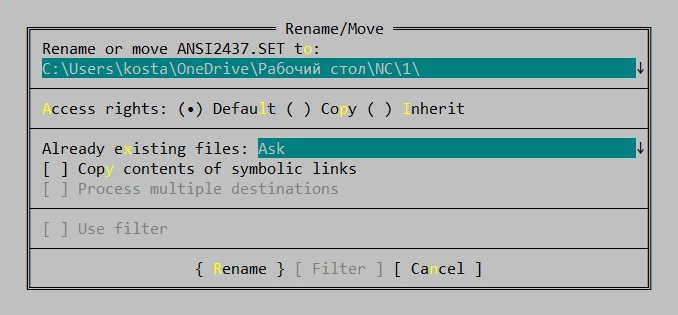 Rename/Move
Rename or move ANSI2437.SET to:
C:\Users\kosta\OneDrive\Рабочий стол\NC\1\ ↓
Access rights: (•) Default ( ) Copy ( ) Inherit
Already existing files: Ask ↓
[ ] Copy contents of symbolic links
[ ] Process multiple destinations
[ ] Use filter
{ Rename } [ Filter ] [ Cancel ]